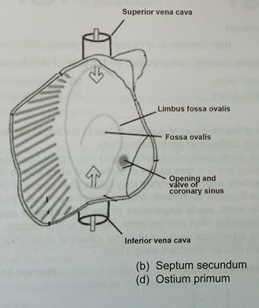 Superior vena cava
Limbus fossa ovalis
Fossa ovalis
Opening and
valve of
coronary sinus
Inferior vena cava
(b) Septum secundum
(d) Ostium primum